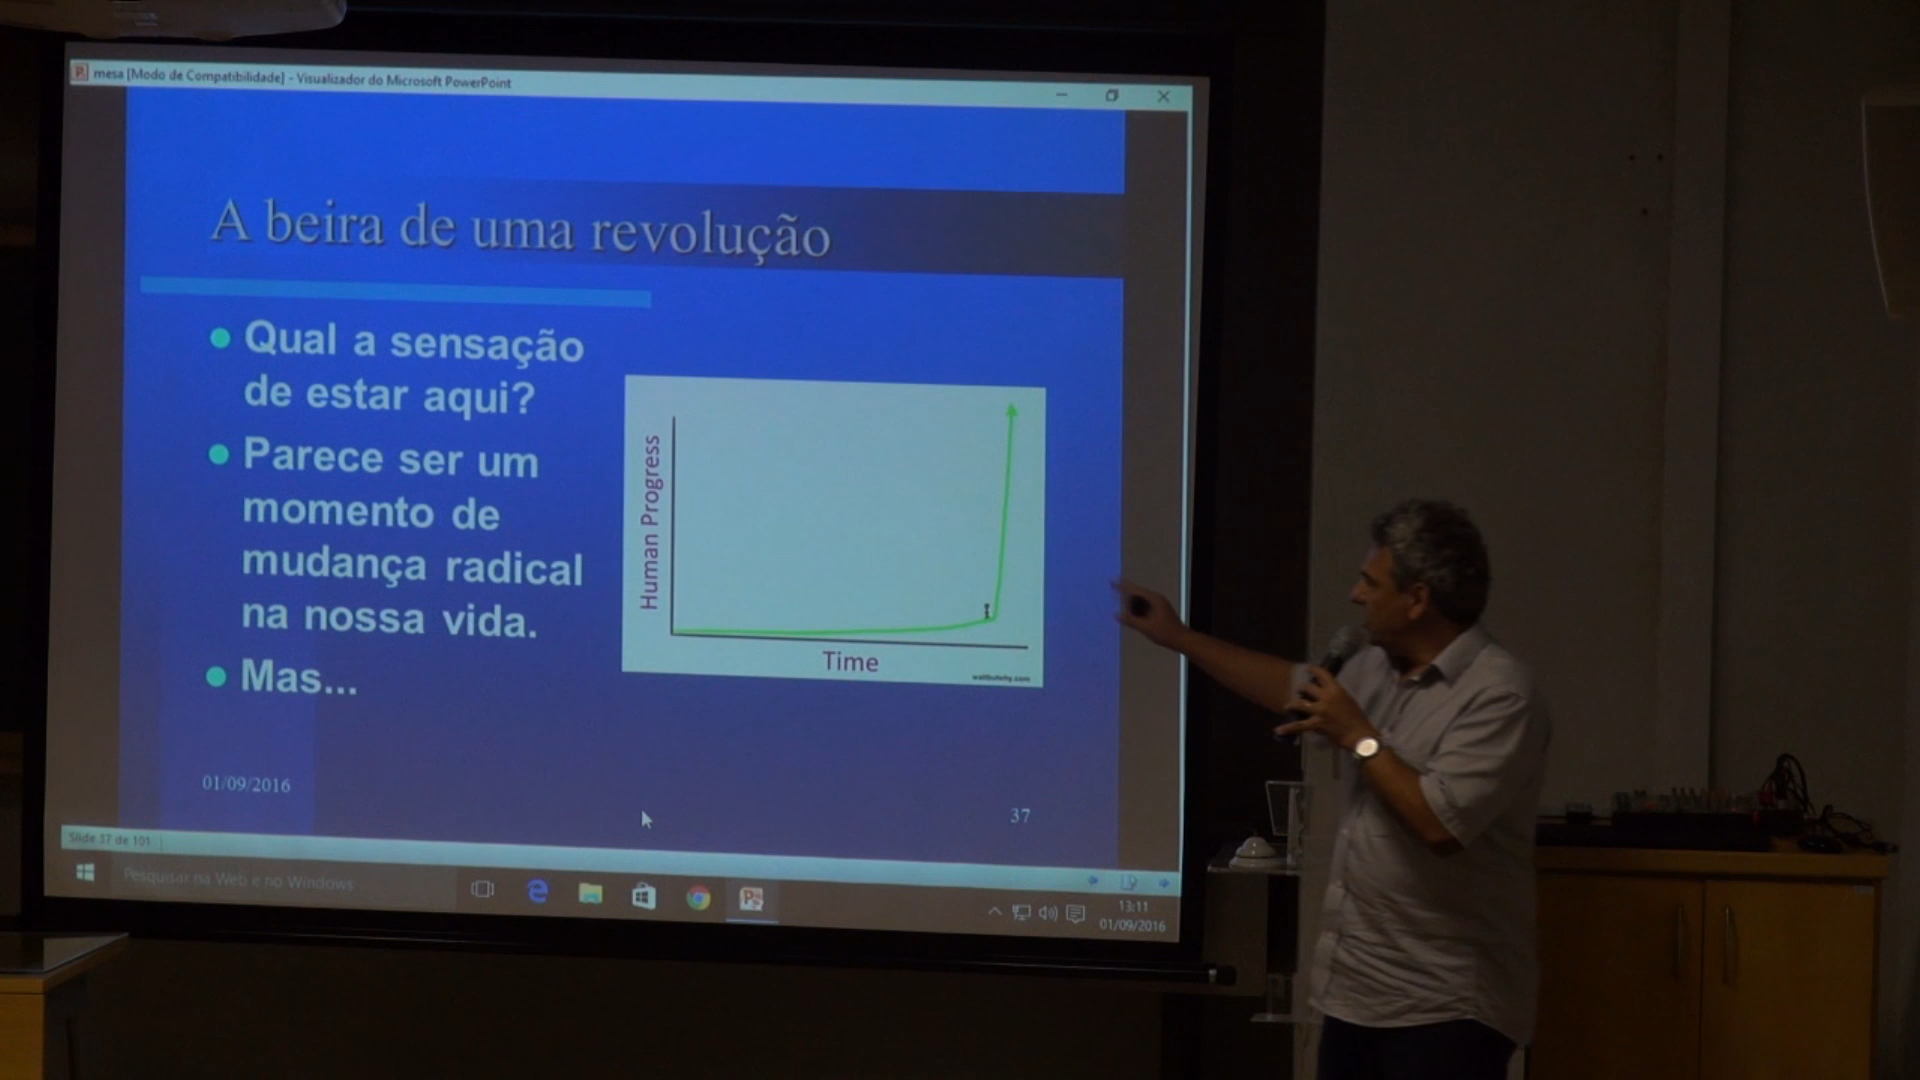 mesa [Modo de Compatibilidade] - Visualizador do Microsoft PowerPoint
A beira de uma revolução
Qual a sensação
de estar aqui?
Parece ser um
momento de
mudança radical
na nossa vida.
Mas...
Human Progress
Time
waitbutwhy.com
01/09/2016
37
Slide 37 de 101
Pesquisar na Web e no Windows
13:11
01/09/2016